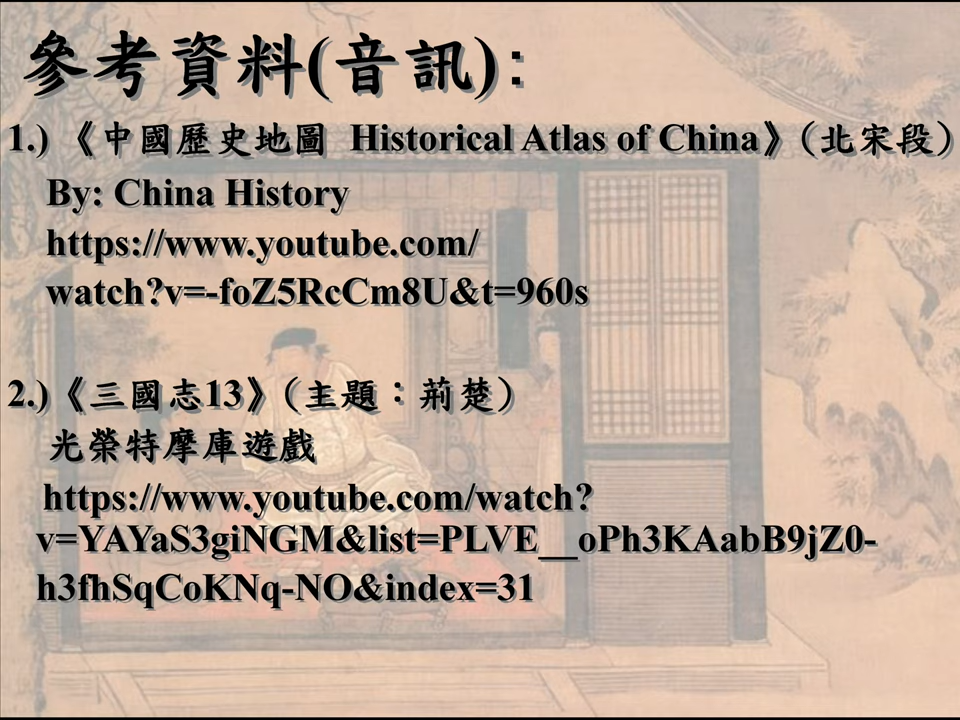 參考資料(音訊):
1.) 《中國歷史地圖 Historical Atlas of China》(北宋段)
By: China History
https://www.youtube.com/
watch?v=-foZ5RcCm8U&t=960s
2.)《三國志13》(主題：荊楚)
光榮特摩庫遊戲
https://www.youtube.com/watch?
v=YAYaS3giNGM&list=PLVE__oPh3KAabB9jZ0-
h3fhSqCoKNq-NO&index=31